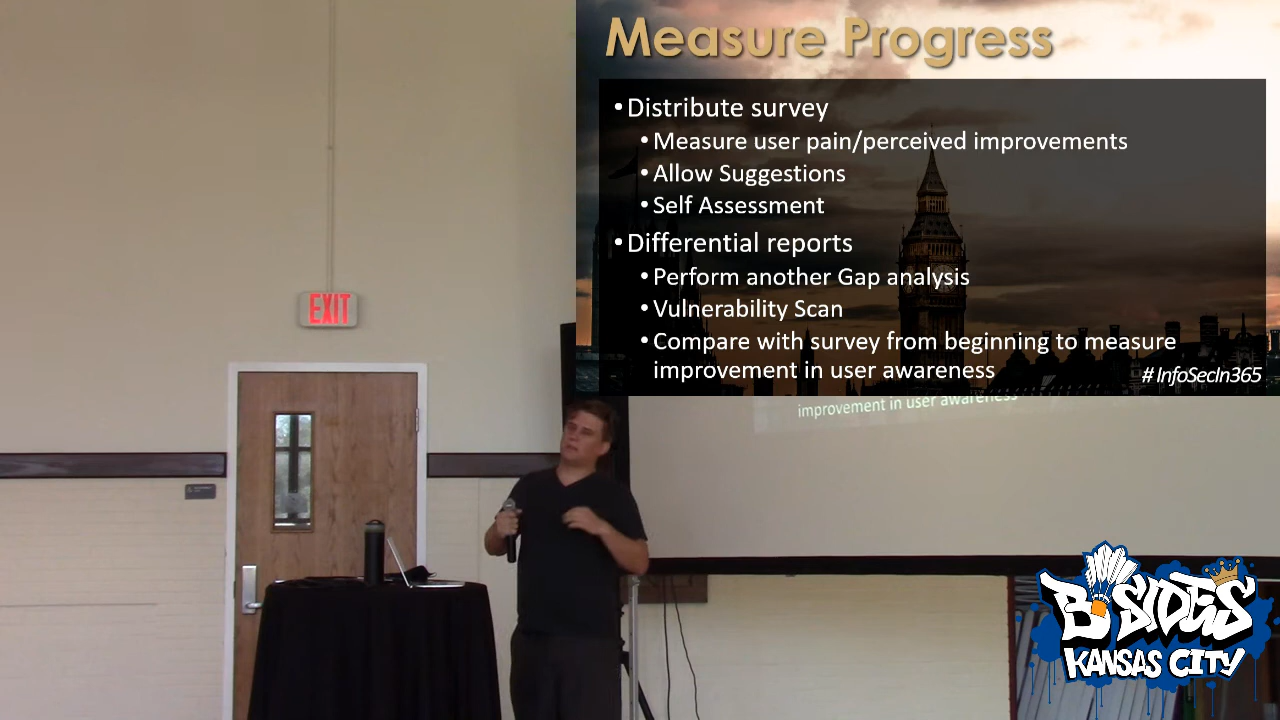 Measure Progress
• Distribute survey
• Measure user pain/perceived improvements
• Allow Suggestions
• Self Assessment
• Differential reports
• Perform another Gap analysis
• Vulnerability Scan
• Compare with survey from beginning to measure
improvement in user awareness
# InfoSecIn365
improvement in user awareness
EXIT
B•SIDES
KANSAS CITY